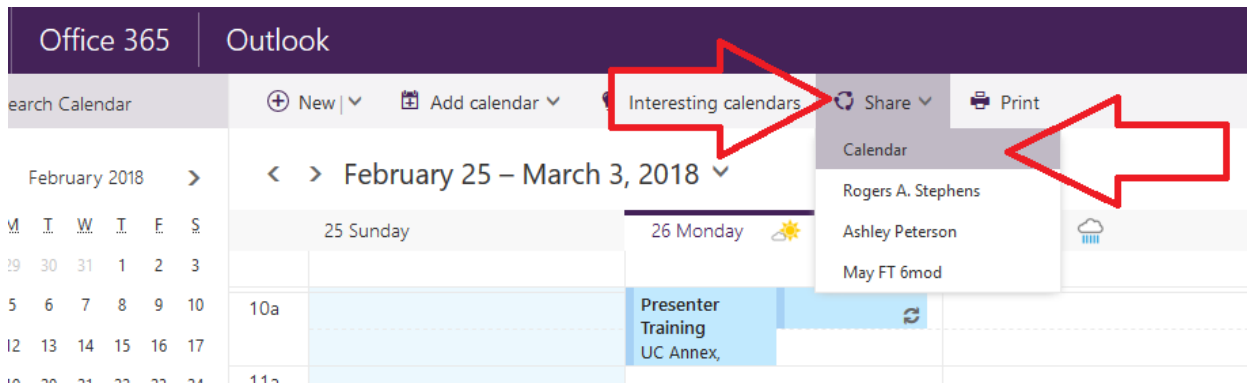 Office 365 Outlook
earch Calendar New Add calendar Interesting calendars Share Print
Calendar
February 2018 February 25 – March 3, 2018
Rogers A. Stephens
M T W T F S 25 Sunday 26 Monday Ashley Peterson
29 30 31 1 2 3
May FT 6mod
5 6 7 8 9 10 10a Presenter
Training
12 13 14 15 16 17 UC Annex,
11a